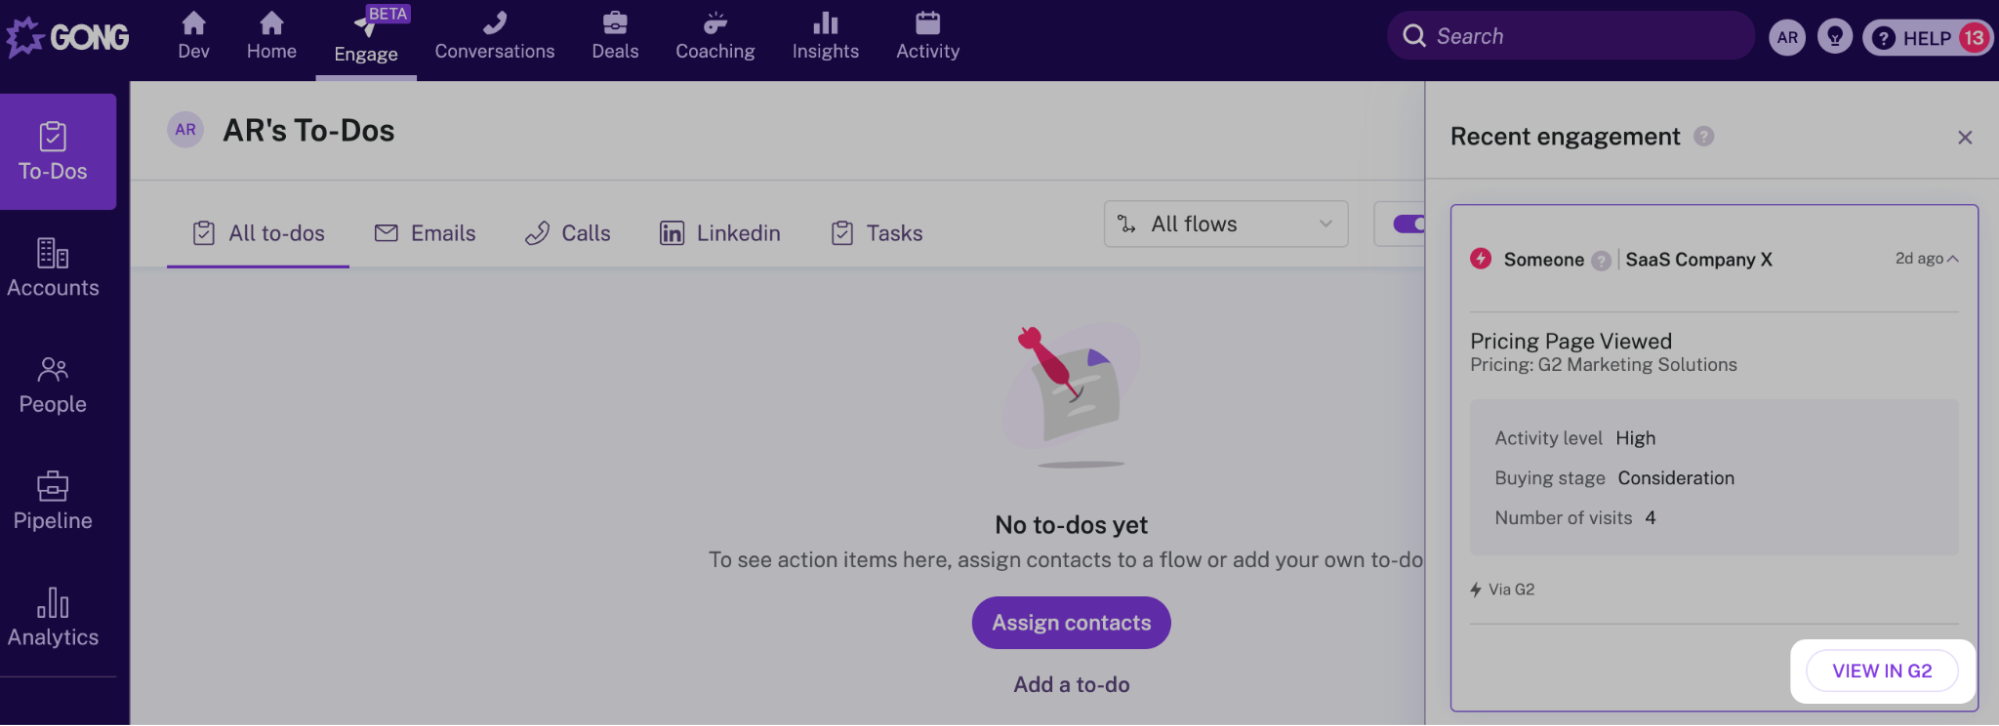 GONG
Dev
Home
BETA
Engage
Conversations
Deals
Coaching
Insights
Activity
Search
AR
? HELP 13
To-Dos
Accounts
People
Pipeline
Analytics
AR AR's To-Dos
All to-dos
Emails
Calls
in Linkedin
Tasks
All flows
No to-dos yet
To see action items here, assign contacts to a flow or add your own to-do
Assign contacts
Add a to-do
Recent engagement ?
Someone ? | SaaS Company X
2d ago
Pricing Page Viewed
Pricing: G2 Marketing Solutions
Activity level High
Buying stage Consideration
Number of visits 4
Via G2
VIEW IN G2